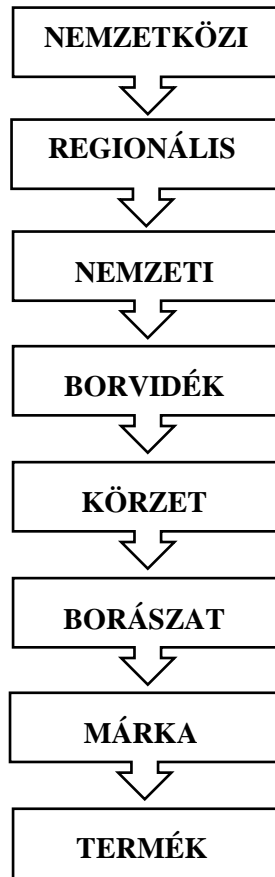 NEMZETKÖZI
REGIONÁLIS
NEMZETI
BORVIDÉK
KÖRZET
BORÁSZAT
MÁRKA
TERMÉK